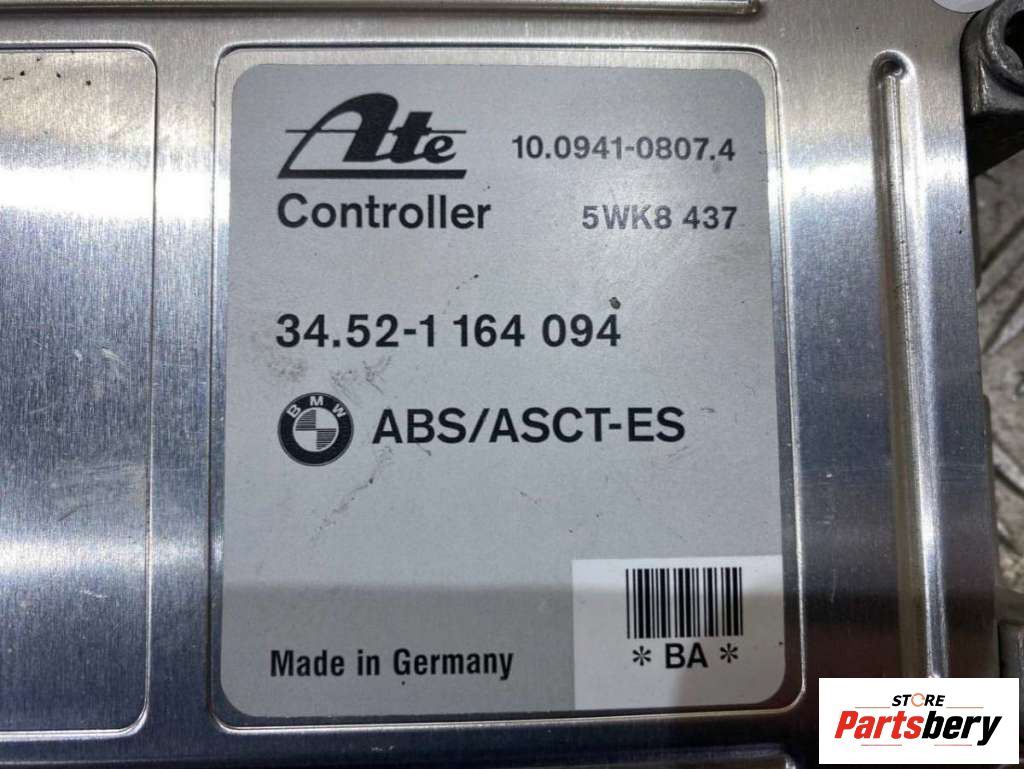 Ate 10.0941-0807.4
Controller 5WK8 437
34.52-1 164 094
BMW ABS/ASCT-ES
Made in Germany
* BA *
STORE
Partsbery